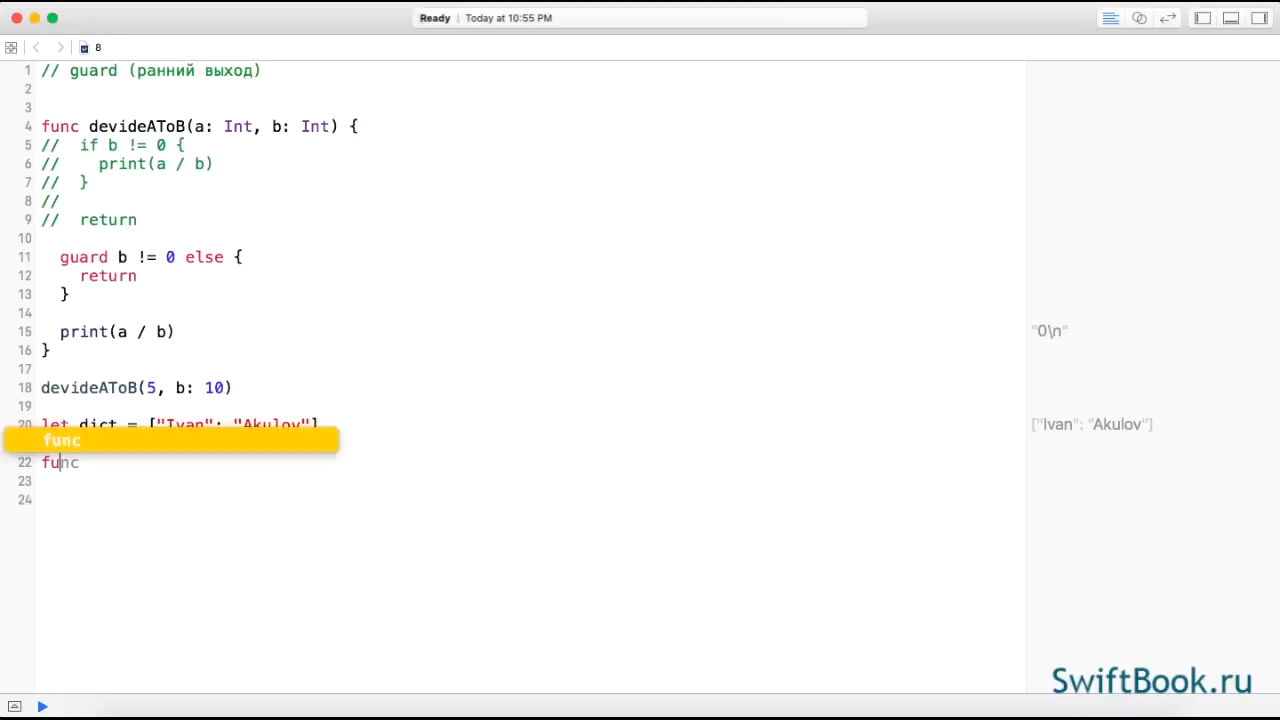 Ready | Today at 10:55 PM
8
1 // guard (ранний выход)
2
3
4 func devideAToB(a: Int, b: Int) {
5 //  if b != 0 {
6 //    print(a / b)
7 //  }
8 //
9 //  return
10
11 guard b != 0 else {
12 return
13 }
14
15 print(a / b) "0\n"
16 }
17
18 devideAToB(5, b: 10)
19
20 let dict = ["Ivan": "Akulov"] ["Ivan": "Akulov"]
func
22 func
23
24
SwiftBook.ru